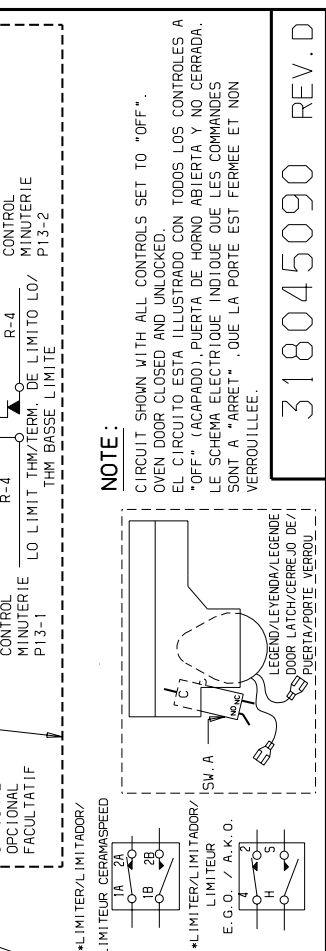 CONTROL
MINUTERIE
P13-1
R-4
R-4
CONTROL
MINUTERIE
P13-2
LO LIMIT THM/TERM. DE LIMITO LO/
THM BASSE LIMITE
OPCIONAL
FACULTATIF
*LIMITER/LIMITADOR/
LIMITEUR CERAMASPEED
1A 2A
1B 2B
*LIMITER/LIMITADOR/
LIMITEUR
E.G.O. / A.K.O.
4 2
H S
SW. A
C
NO NC
LEGEND/LEYENDA/LEGENDE
DOOR LATCH/CERREJO DE/
PUERTA/PORTE VERROU
NOTE:
CIRCUIT SHOWN WITH ALL CONTROLS SET TO "OFF".
OVEN DOOR CLOSED AND UNLOCKED.
EL CIRCUITO ESTA ILLUSTRADO CON TODOS LOS CONTROLES A
"OFF" (ACAPADO),PUERTA DE HORNO ABIERTA Y NO CERRADA.
LE SCHEMA ELECTRIQUE INDIQUE QUE LES COMMANDES
SONT A "ARRET" ,QUE LA PORTE EST FERMEE ET NON
VERROUILLEE.
318045090 REV.D